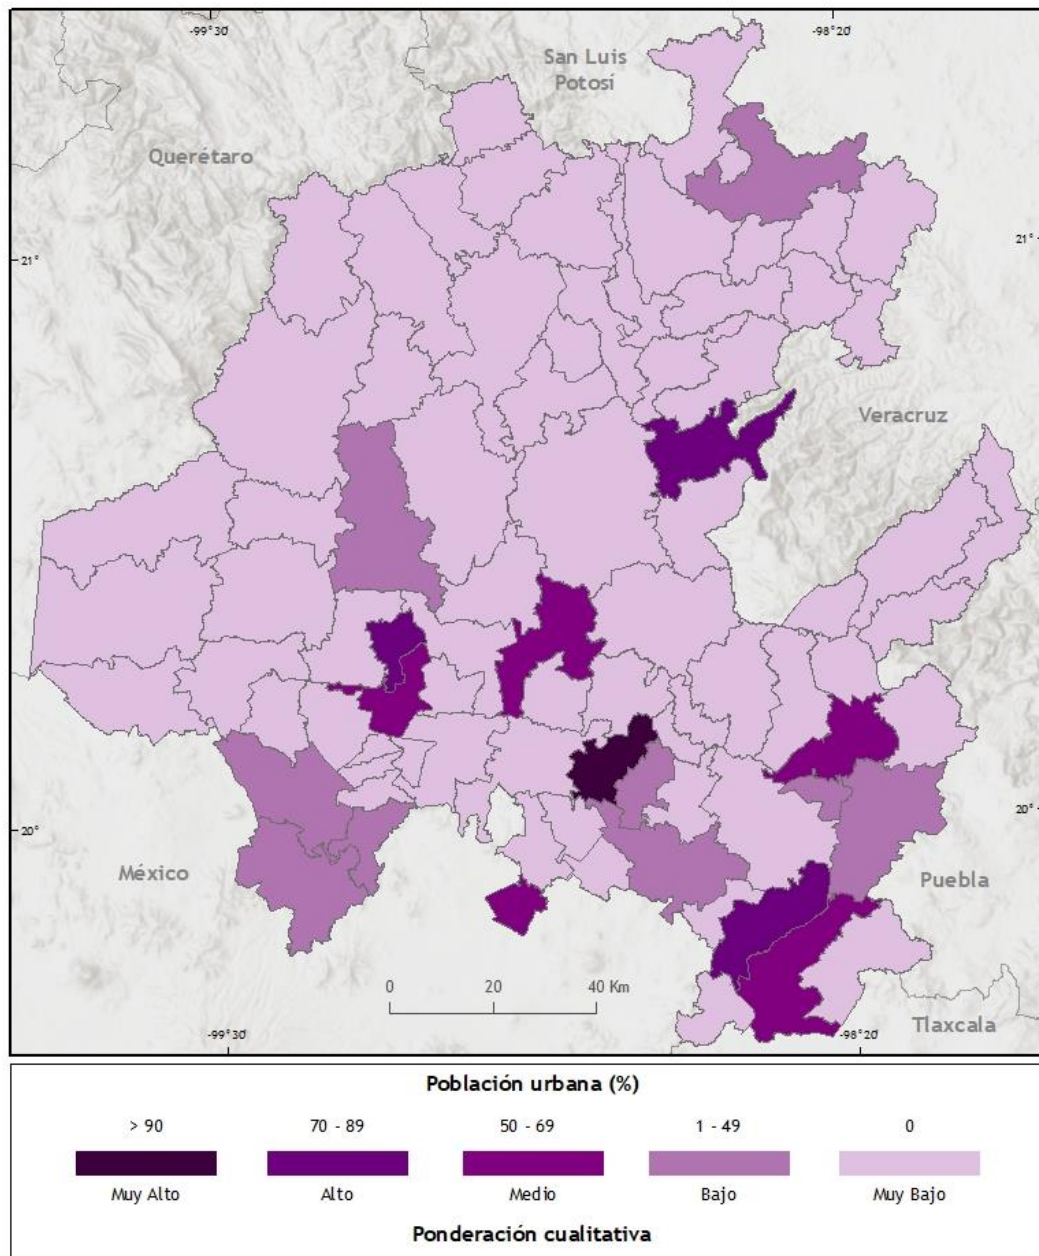 -99°30'
-98°20'
San Luis
Potosí
Querétaro
21°
21°
Veracruz
20°
20°
México
Puebla
0 20 40 Km
Tlaxcala
-99°30'
-98°20'
Población urbana (%)
> 90 70 - 89 50 - 69 1 - 49 0
Muy Alto Alto Medio Bajo Muy Bajo
Ponderación cualitativa